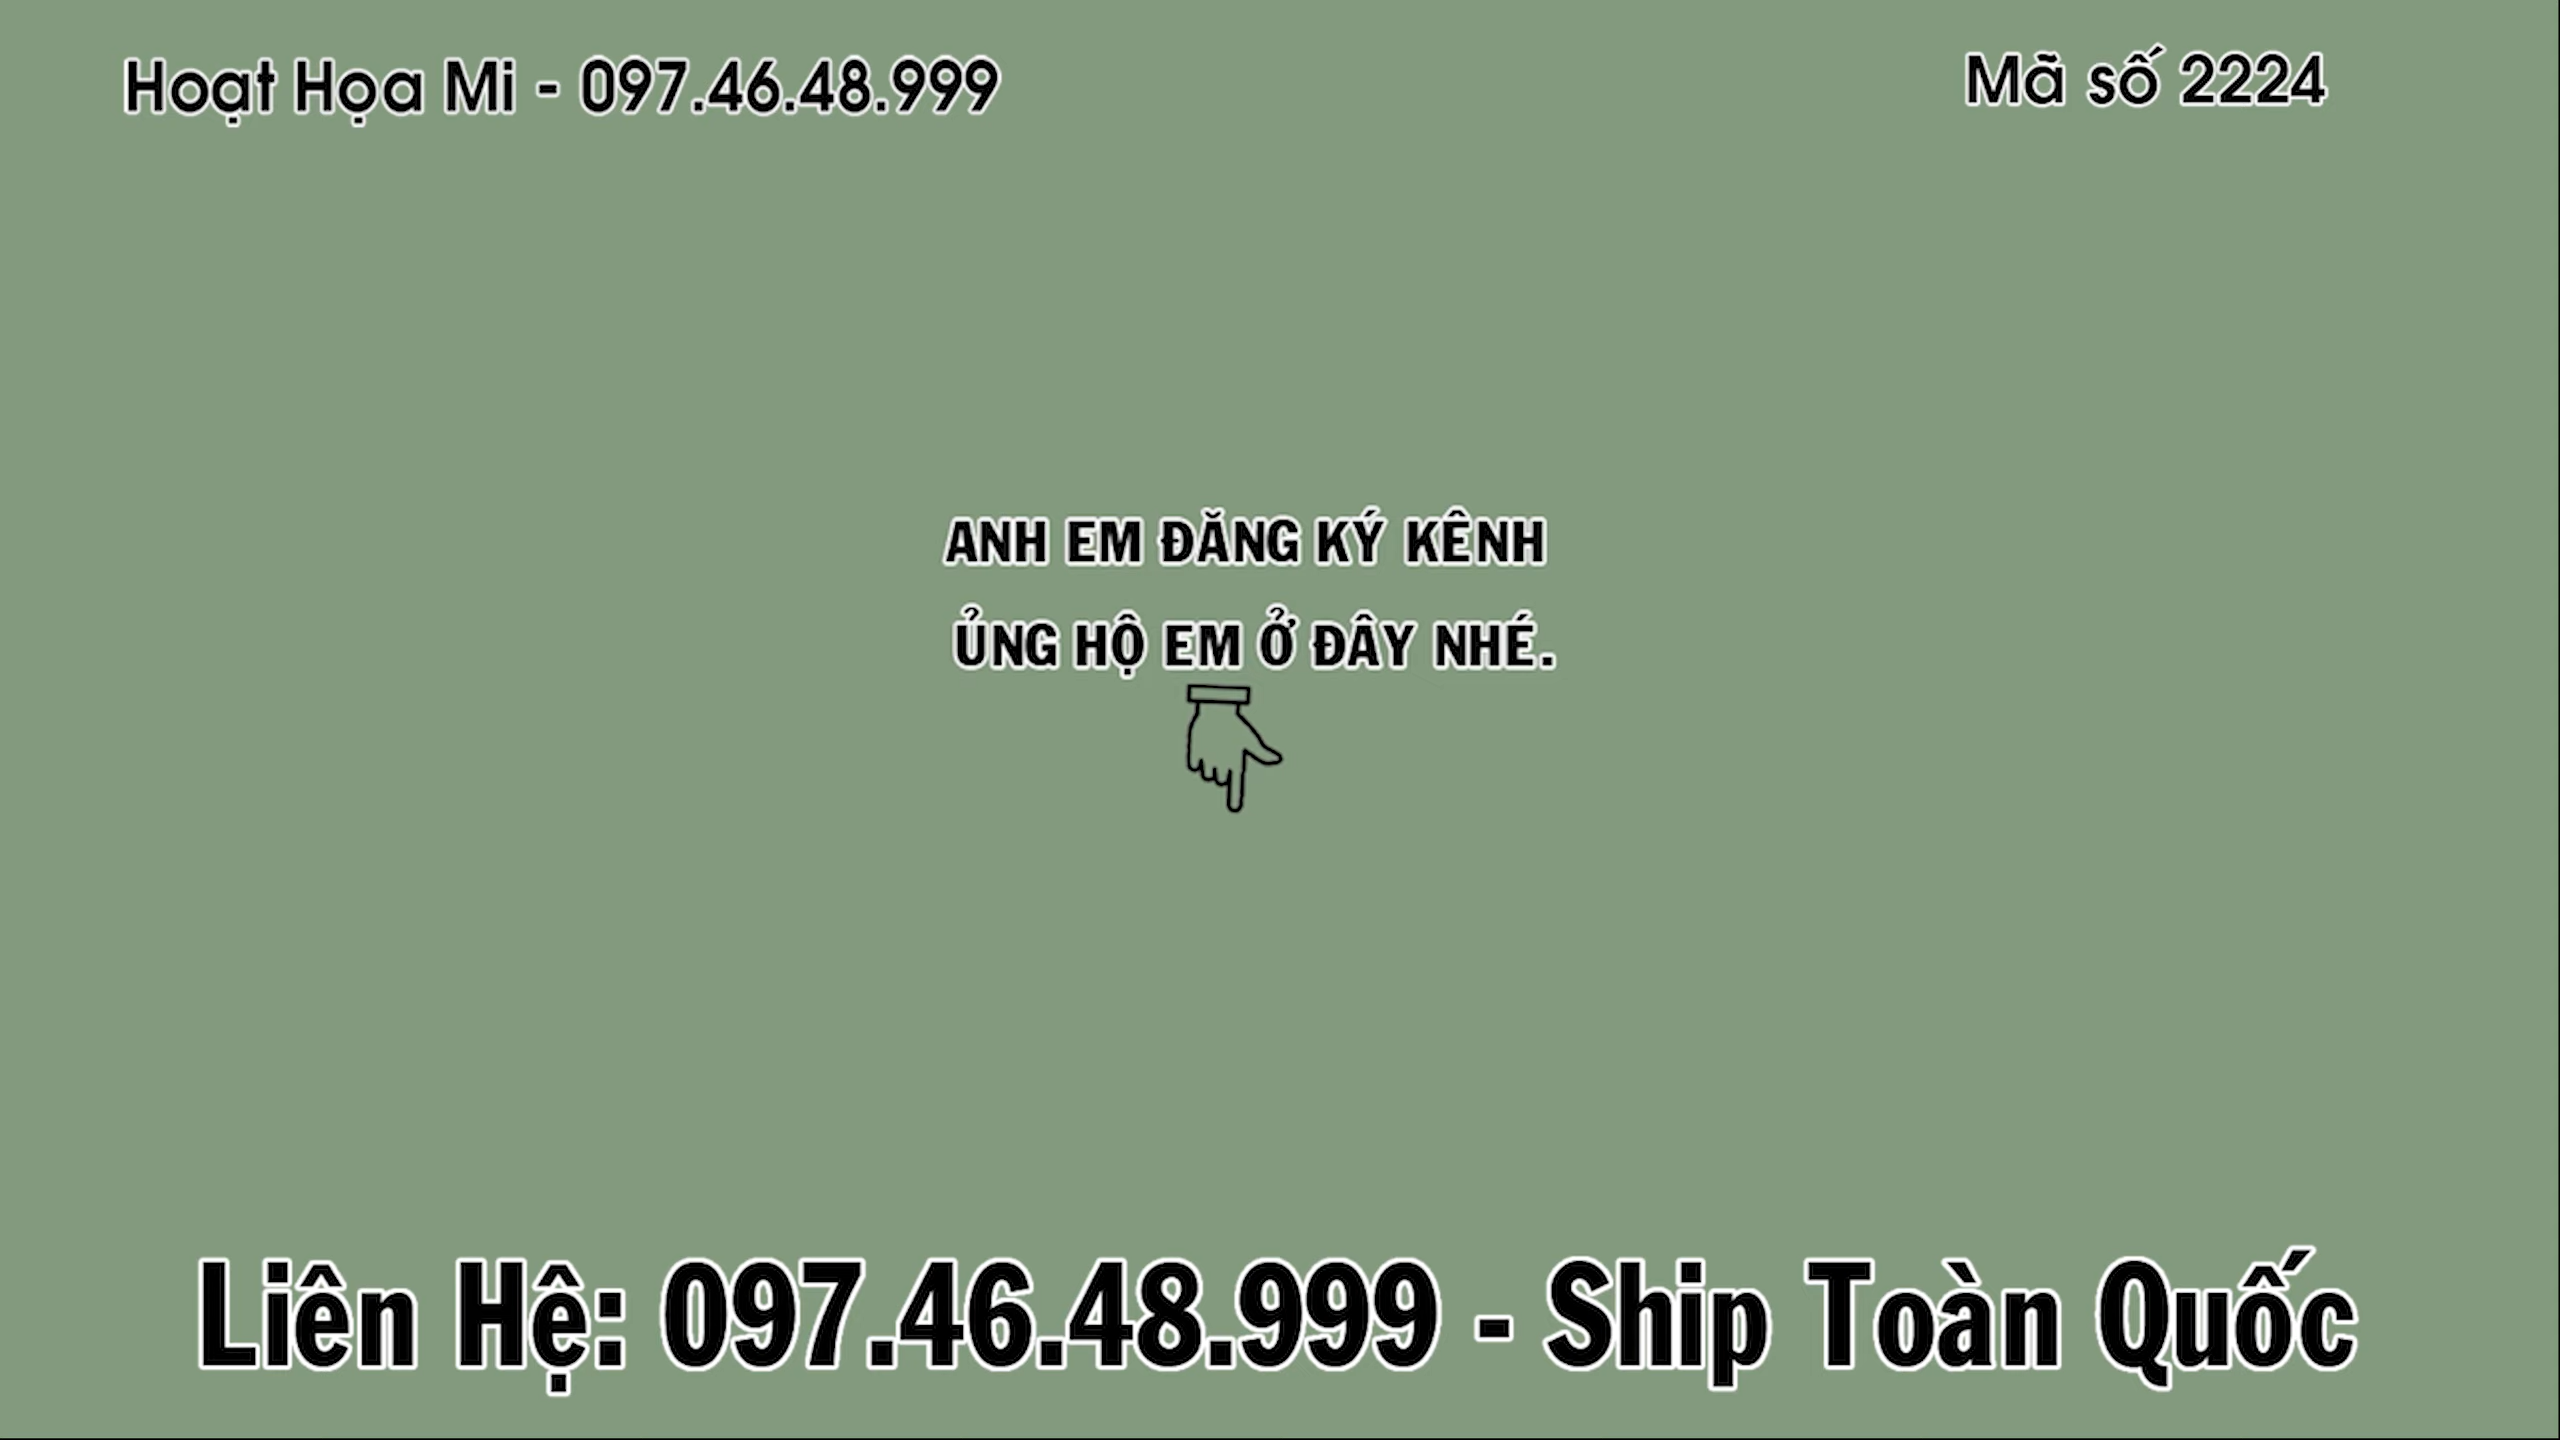 Hoạt Họa Mi - 097.46.48.999
Mã số 2224
ANH EM ĐĂNG KÝ KÊNH
ỦNG HỘ EM Ở ĐÂY NHÉ.
Liên Hệ: 097.46.48.999 - Ship Toàn Quốc